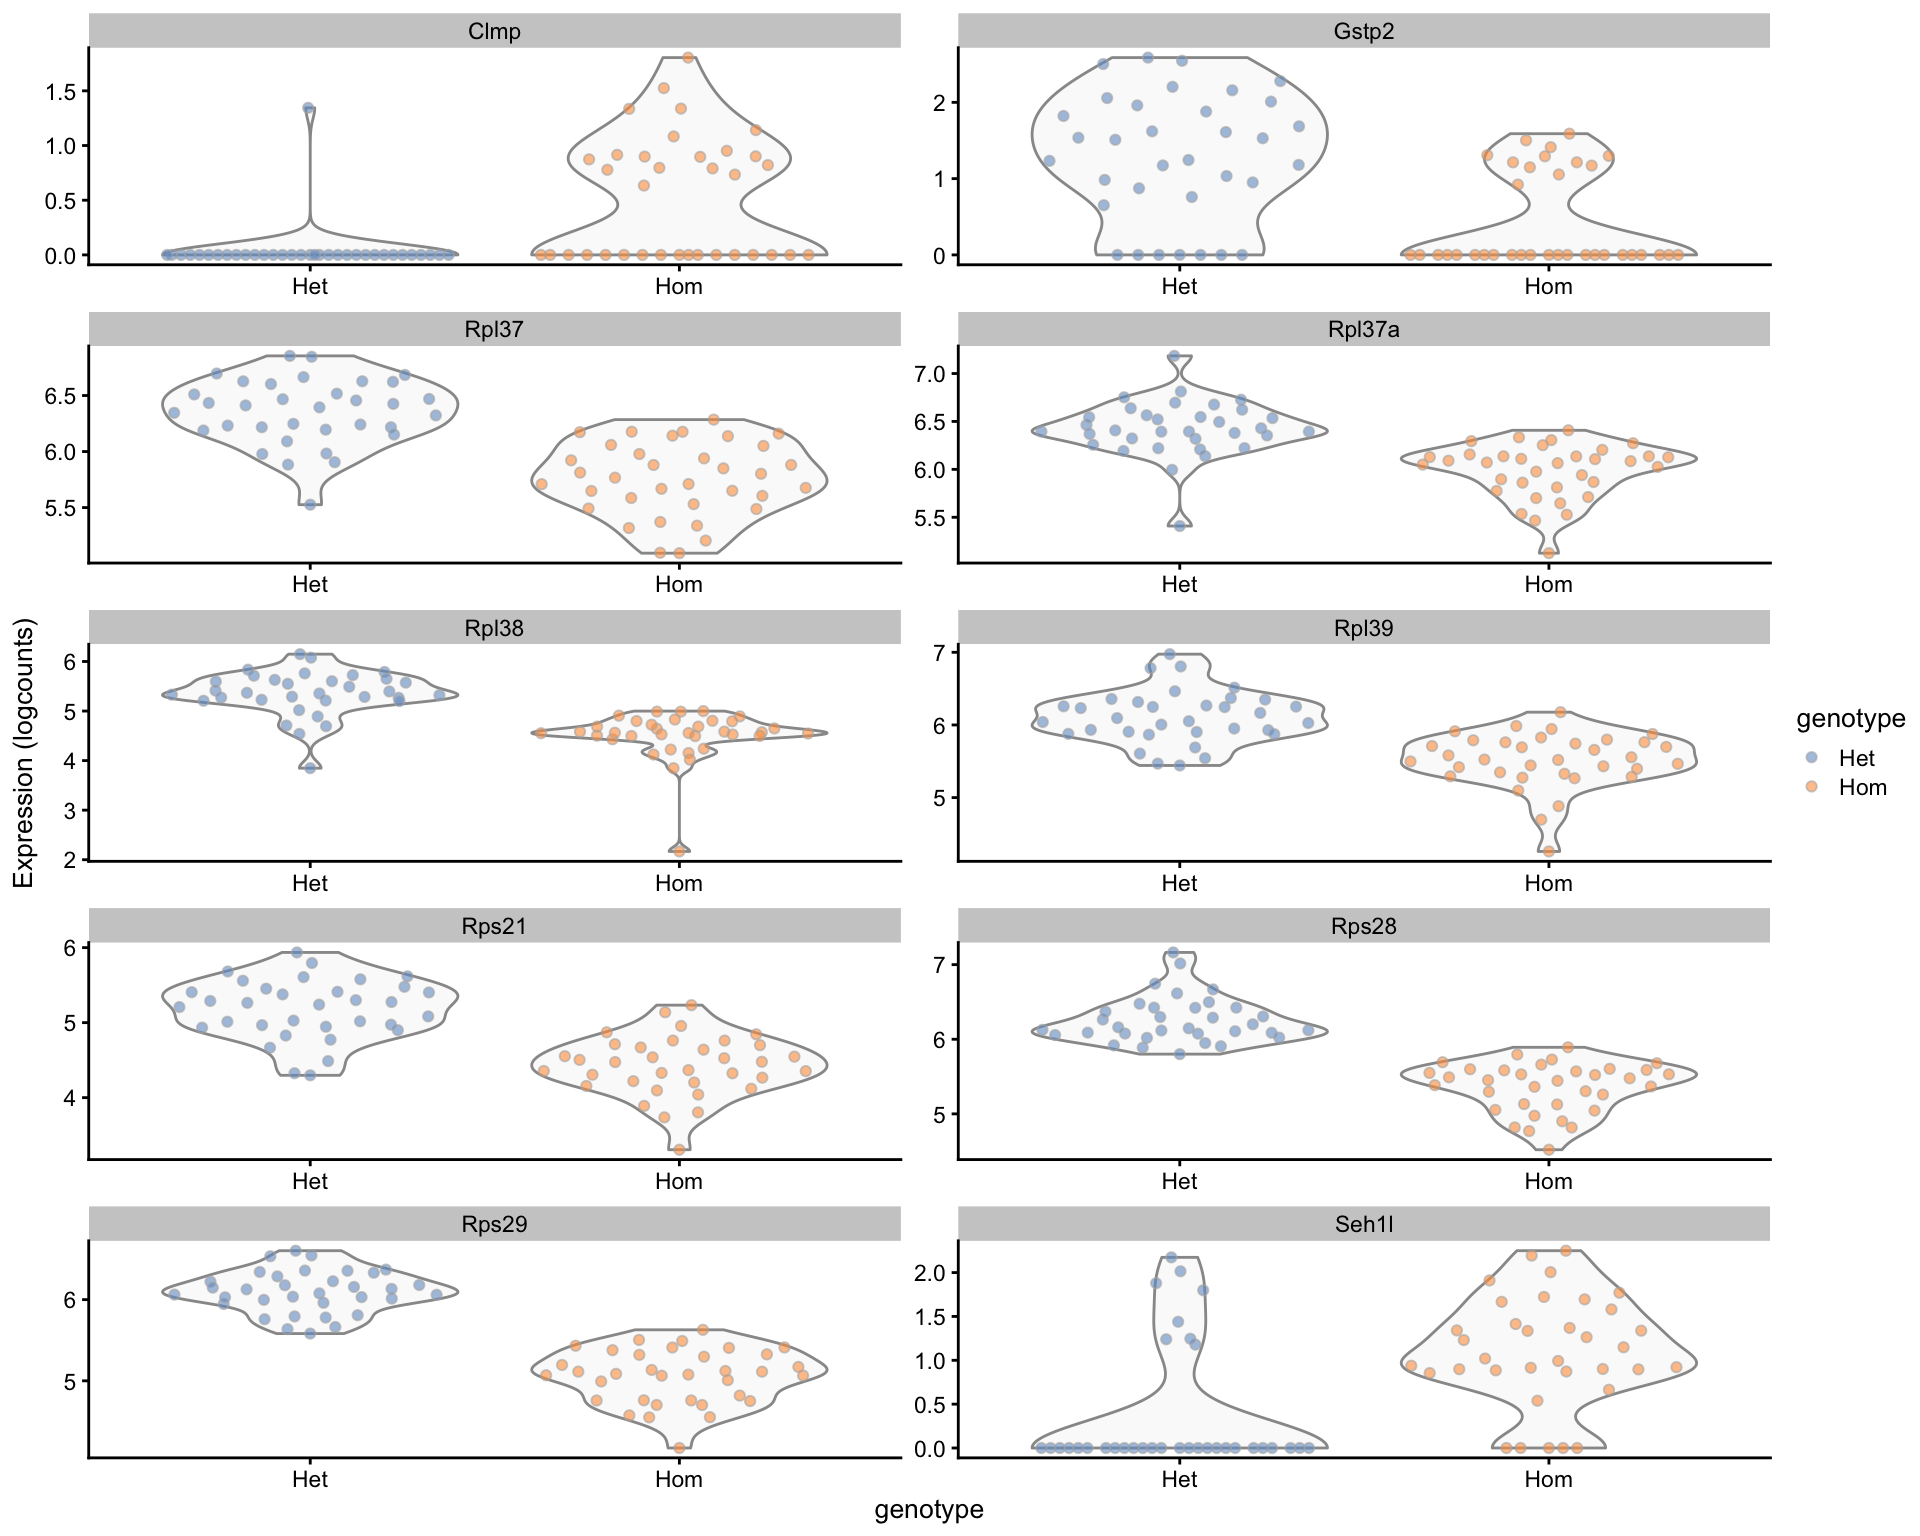 Clmp
Gstp2
1.5
1.0
0.5
0.0
2
1
0
Het
Hom
Het
Hom
Rpl37
Rpl37a
6.5
6.0
5.5
7.0
6.5
6.0
5.5
Het
Hom
Het
Hom
Rpl38
Rpl39
6
5
4
3
2
7
6
5
Het
Hom
Het
Hom
Rps21
Rps28
6
5
4
7
6
5
Het
Hom
Het
Hom
Rps29
Seh1l
6
5
2.0
1.5
1.0
0.5
0.0
Het
Hom
Het
Hom
Expression (logcounts)
genotype
genotype
Het
Hom